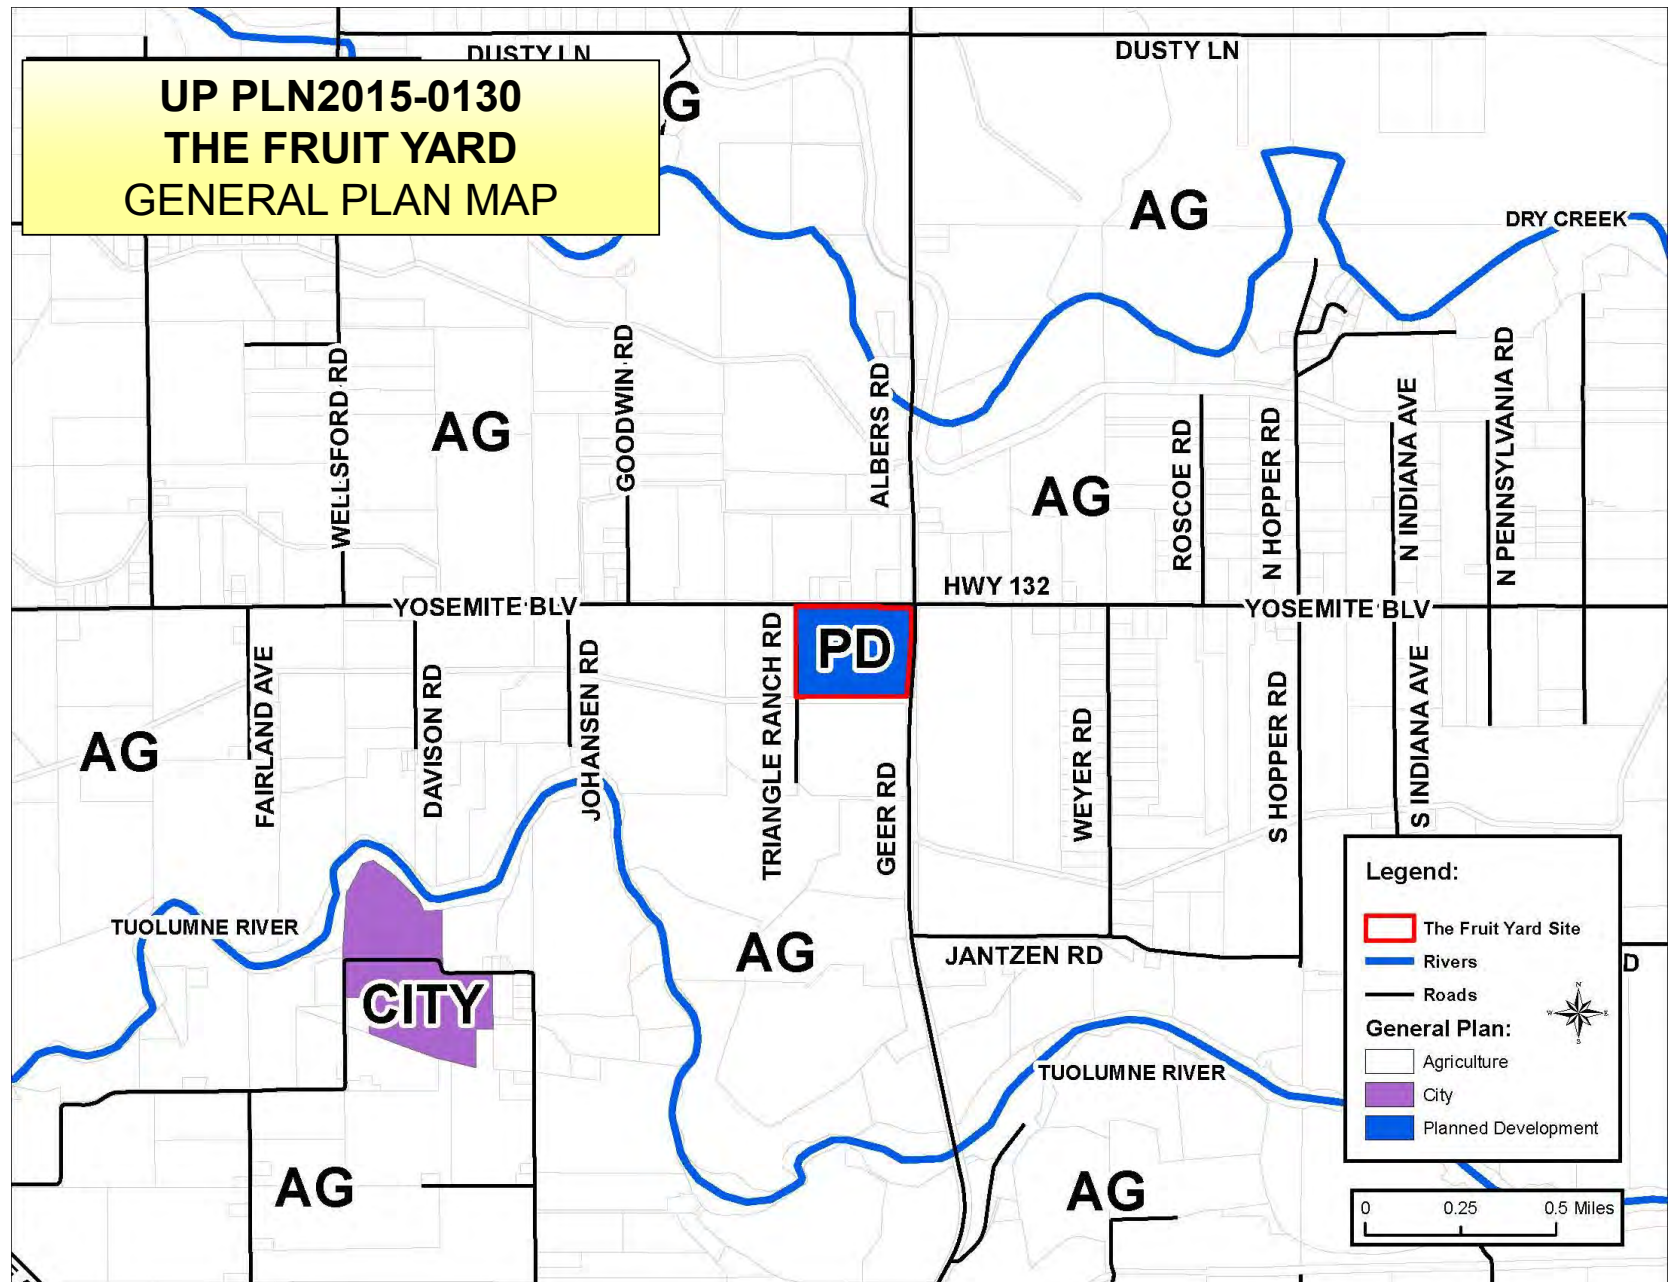 DUSTY LN
DUSTY LN
UP PLN2015-0130
THE FRUIT YARD
GENERAL PLAN MAP
G
AG
DRY CREEK
WELLSFORD RD
AG
GOODWIN RD
ALBERS RD
AG
ROSCOE RD
N HOPPER RD
N INDIANA AVE
N PENNSYLVANIA RD
HWY 132
YOSEMITE BLV
YOSEMITE BLV
PD
FAIRLAND AVE
DAVISON RD
JOHANSEN RD
TRIANGLE RANCH RD
GEER RD
WEYER RD
S HOPPER RD
S INDIANA AVE
AG
TUOLUMNE RIVER
AG
JANTZEN RD
CITY
TUOLUMNE RIVER
AG
AG
D
Legend:
The Fruit Yard Site
Rivers
Roads
General Plan:
Agriculture
City
Planned Development
N
W E
S
0 0.25 0.5 Miles